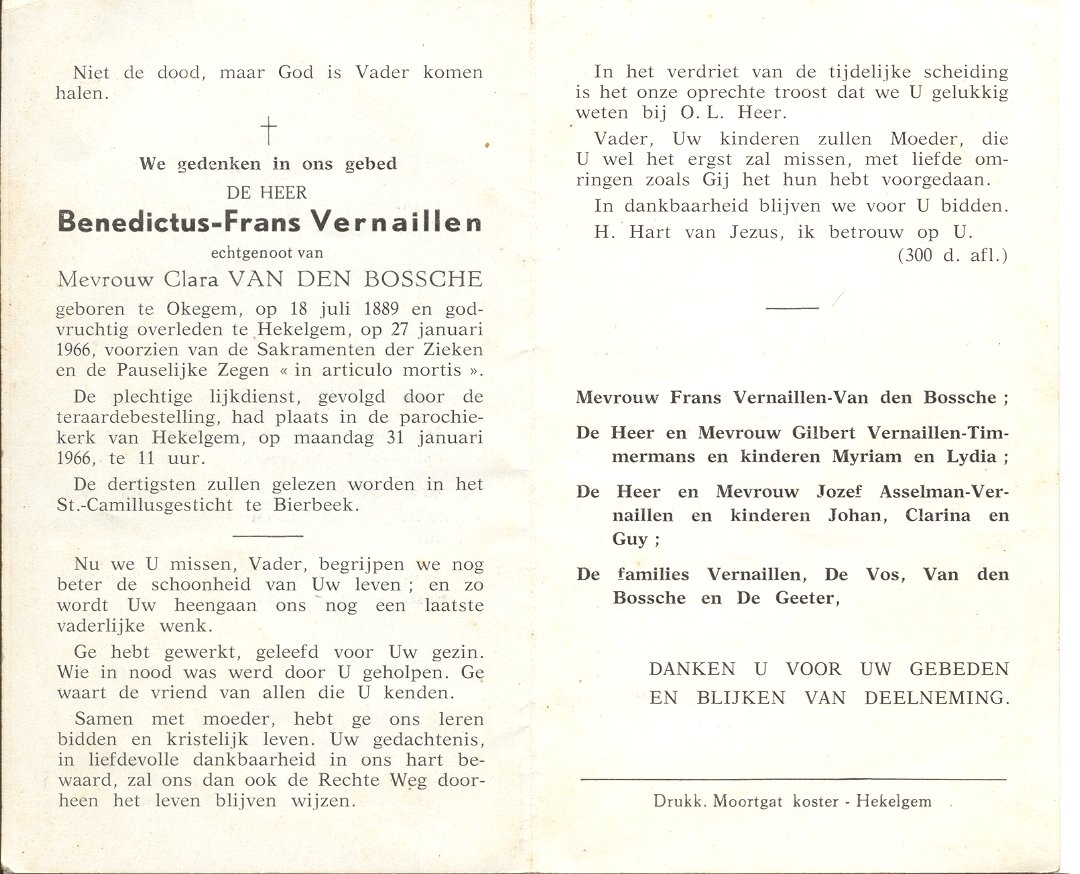 Niet de dood, maar God is Vader komen
halen.
We gedenken in ons gebed
DE HEER
Benedictus-Frans Vernaillen
echtgenoot van
Mevrouw Clara VAN DEN BOSSCHE
geboren te Okegem, op 18 juli 1889 en god-
vruchtig overleden te Hekelgem, op 27 januari
1966, voorzien van de Sakramenten der Zieken
en de Pauselijke Zegen « in articulo mortis ».
De plechtige lijkdienst, gevolgd door de
teraardebestelling, had plaats in de parochie-
kerk van Hekelgem, op maandag 31 januari
1966, te 11 uur.
De dertigsten zullen gelezen worden in het
St.-Camillusgesticht te Bierbeek.
Nu we U missen, Vader, begrijpen we nog
beter de schoonheid van Uw leven ; en zo
wordt Uw heengaan ons nog een laatste
vaderlijke wenk.
Ge hebt gewerkt, geleefd voor Uw gezin.
Wie in nood was werd door U geholpen. Ge
waart de vriend van allen die U kenden.
Samen met moeder, hebt ge ons leren
bidden en kristelijk leven. Uw gedachtenis,
in liefdevolle dankbaarheid in ons hart be-
waard, zal ons dan ook de Rechte Weg door-
heen het leven blijven wijzen.
In het verdriet van de tijdelijke scheiding
is het onze oprechte troost dat we U gelukkig
weten bij O. L. Heer.
Vader, Uw kinderen zullen Moeder, die
U wel het ergst zal missen, met liefde om-
ringen zoals Gij het hun hebt voorgedaan.
In dankbaarheid blijven we voor U bidden.
H. Hart van Jezus, ik betrouw op U.
(300 d. afl.)
Mevrouw Frans Vernaillen-Van den Bossche ;
De Heer en Mevrouw Gilbert Vernaillen-Tim-
mermans en kinderen Myriam en Lydia ;
De Heer en Mevrouw Jozef Asselman-Ver-
naillen en kinderen Johan, Clarina en
Guy ;
De families Vernaillen, De Vos, Van den
Bossche en De Geeter,
DANKEN U VOOR UW GEBEDEN
EN BLIJKEN VAN DEELNEMING.
Drukk. Moortgat koster - Hekelgem